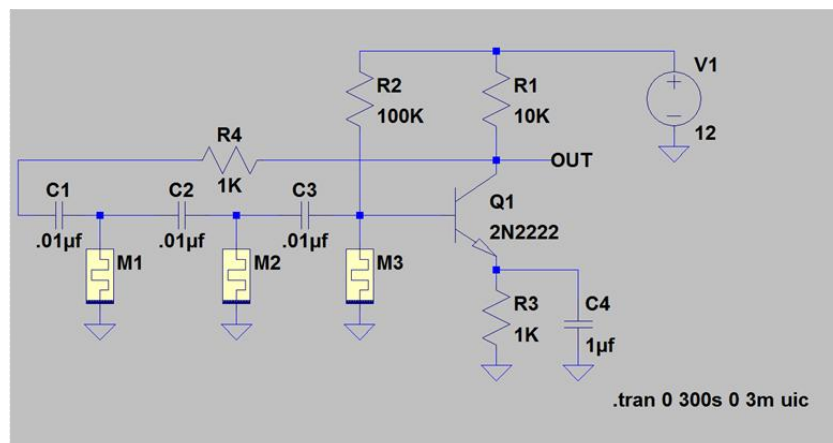 V1
12
R2
100K
R1
10K
R4
1K
OUT
C1
.01µf
C2
.01µf
C3
.01µf
Q1
2N2222
M1
M2
M3
R3
1K
C4
1µf
.tran 0 300s 0 3m uic